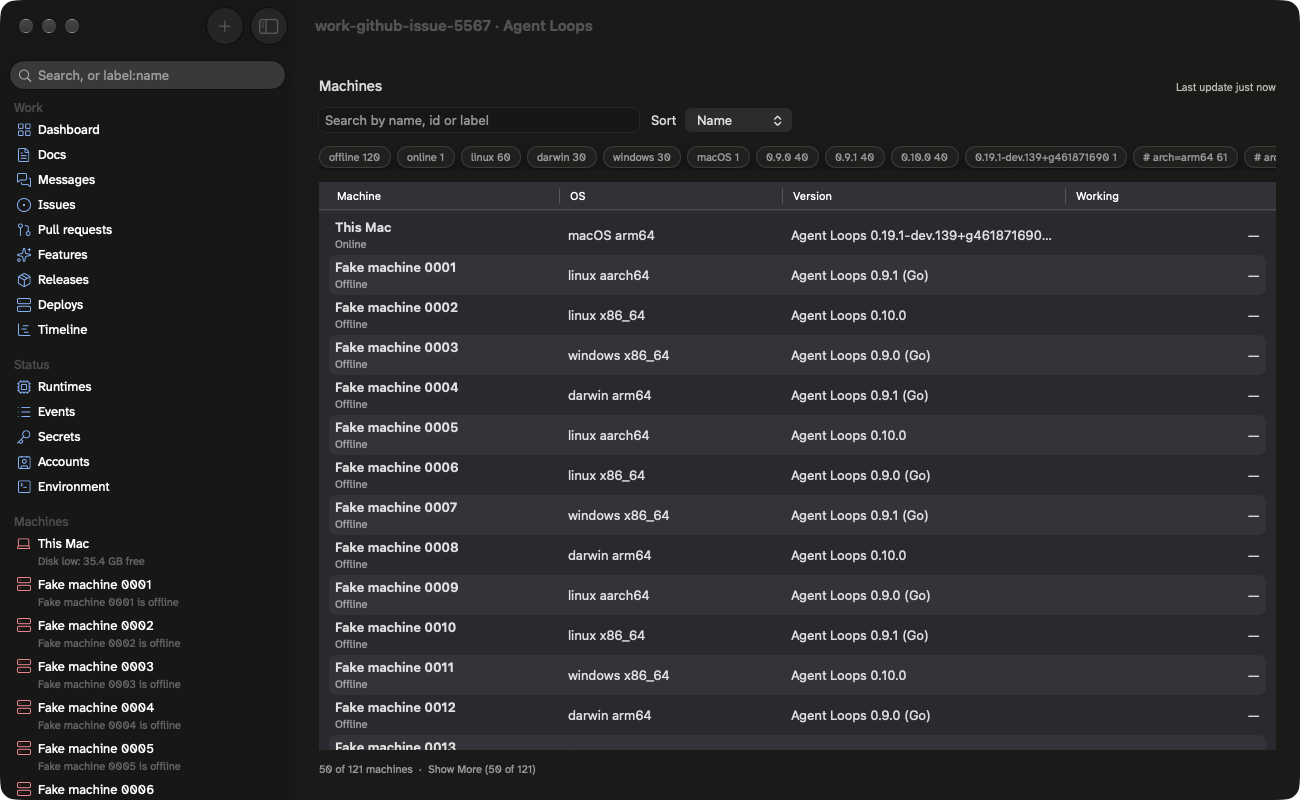 work-github-issue-5567 · Agent Loops
Search, or label:name
Work
Dashboard
Docs
Messages
Issues
Pull requests
Features
Releases
Deploys
Timeline
Status
Runtimes
Events
Secrets
Accounts
Environment
Machines
This Mac
Disk low: 35.4 GB free
Fake machine 0001
Fake machine 0001 is offline
Fake machine 0002
Fake machine 0002 is offline
Fake machine 0003
Fake machine 0003 is offline
Fake machine 0004
Fake machine 0004 is offline
Fake machine 0005
Fake machine 0005 is offline
Fake machine 0006
Machines
Last update just now
Search by name, id or label
Sort
Name
offline 120 online 1 linux 60 darwin 30 windows 30 macOS 1 0.9.0 40 0.9.1 40 0.10.0 40 0.19.1-dev.139+g461871690 1 # arch=arm64 61 #
Machine OS Version Working
This Mac
Online
macOS arm64 Agent Loops 0.19.1-dev.139+g461871690... —
Fake machine 0001
Offline
linux aarch64 Agent Loops 0.9.1 (Go) —
Fake machine 0002
Offline
linux x86_64 Agent Loops 0.10.0 —
Fake machine 0003
Offline
windows x86_64 Agent Loops 0.9.0 (Go) —
Fake machine 0004
Offline
darwin arm64 Agent Loops 0.9.1 (Go) —
Fake machine 0005
Offline
linux aarch64 Agent Loops 0.10.0 —
Fake machine 0006
Offline
linux x86_64 Agent Loops 0.9.0 (Go) —
Fake machine 0007
Offline
windows x86_64 Agent Loops 0.9.1 (Go) —
Fake machine 0008
Offline
darwin arm64 Agent Loops 0.10.0 —
Fake machine 0009
Offline
linux aarch64 Agent Loops 0.9.0 (Go) —
Fake machine 0010
Offline
linux x86_64 Agent Loops 0.9.1 (Go) —
Fake machine 0011
Offline
windows x86_64 Agent Loops 0.10.0 —
Fake machine 0012
Offline
darwin arm64 Agent Loops 0.9.0 (Go) —
Fake machine 0013
50 of 121 machines · Show More (50 of 121)